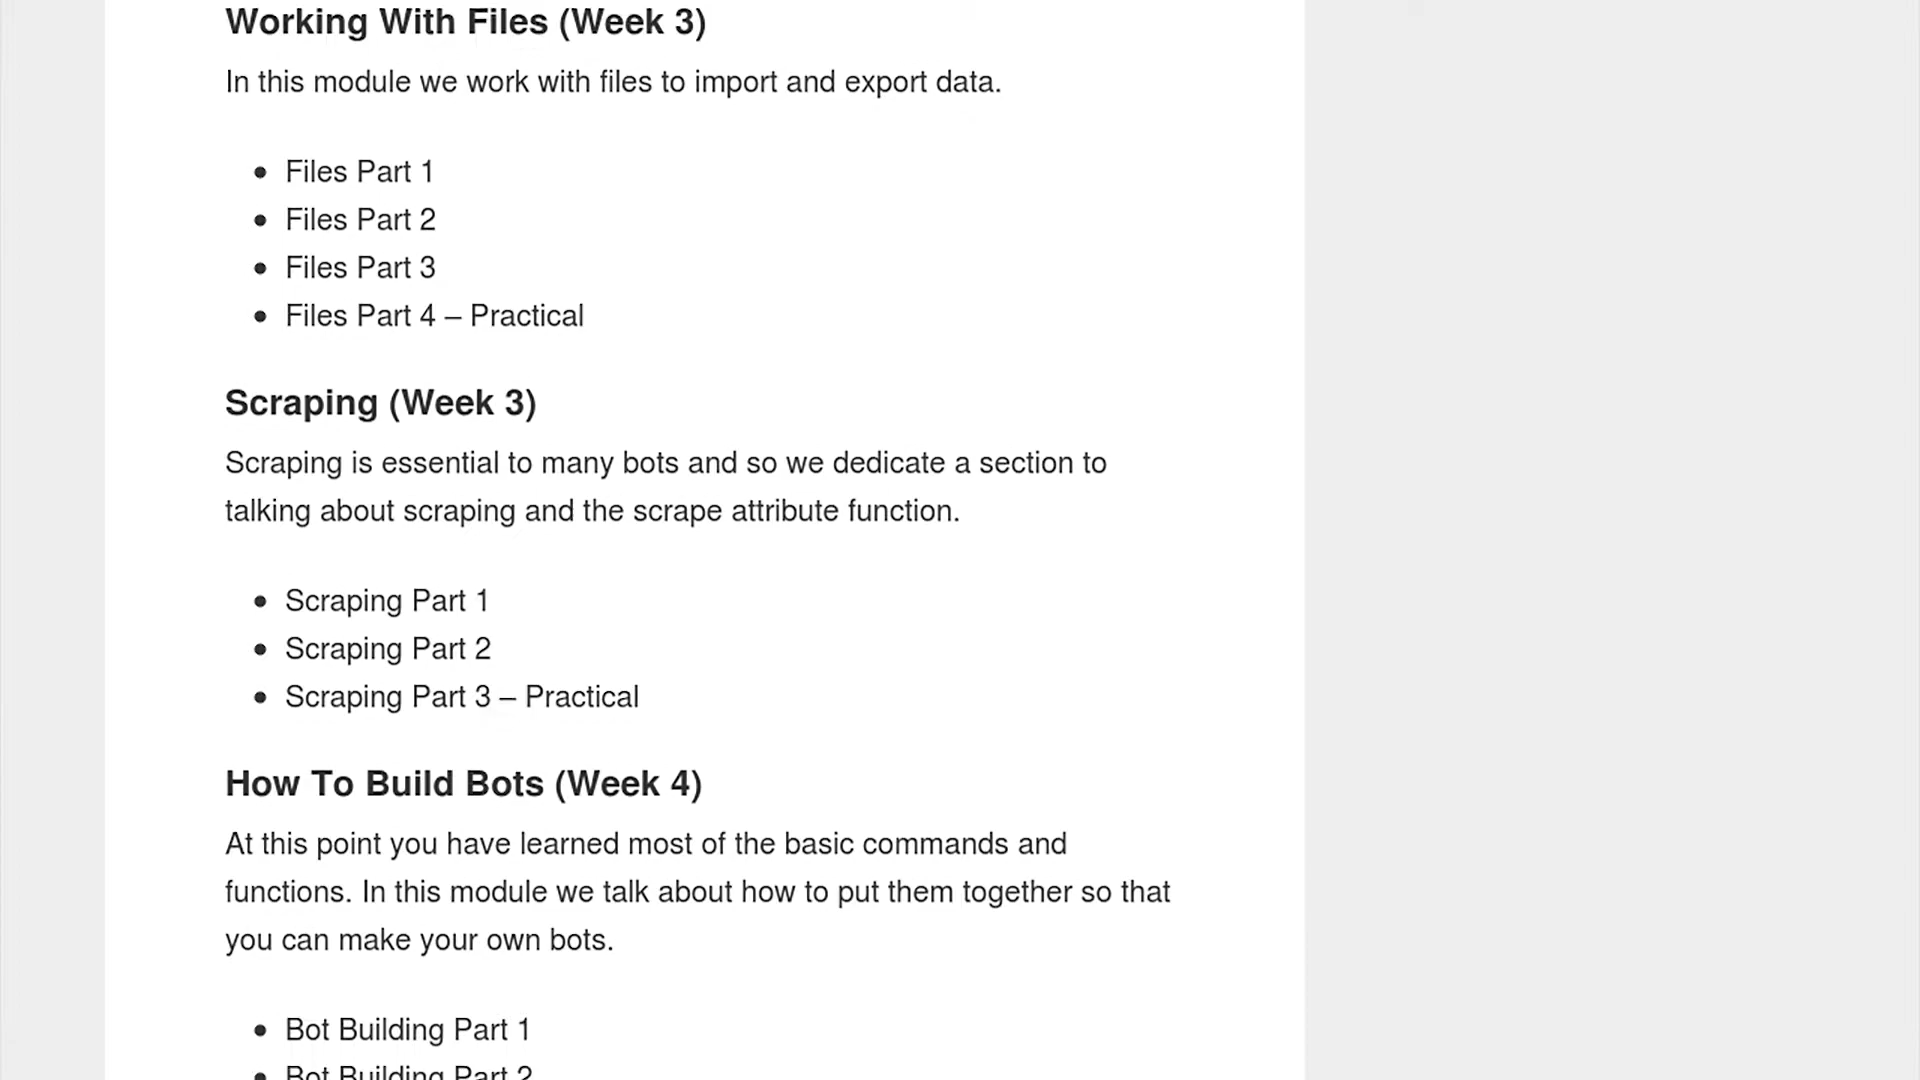 Working With Files (Week 3)
In this module we work with files to import and export data.
Files Part 1
Files Part 2
Files Part 3
Files Part 4 – Practical
Scraping (Week 3)
Scraping is essential to many bots and so we dedicate a section to
talking about scraping and the scrape attribute function.
Scraping Part 1
Scraping Part 2
Scraping Part 3 – Practical
How To Build Bots (Week 4)
At this point you have learned most of the basic commands and
functions. In this module we talk about how to put them together so that
you can make your own bots.
Bot Building Part 1
Bot Building Part 2